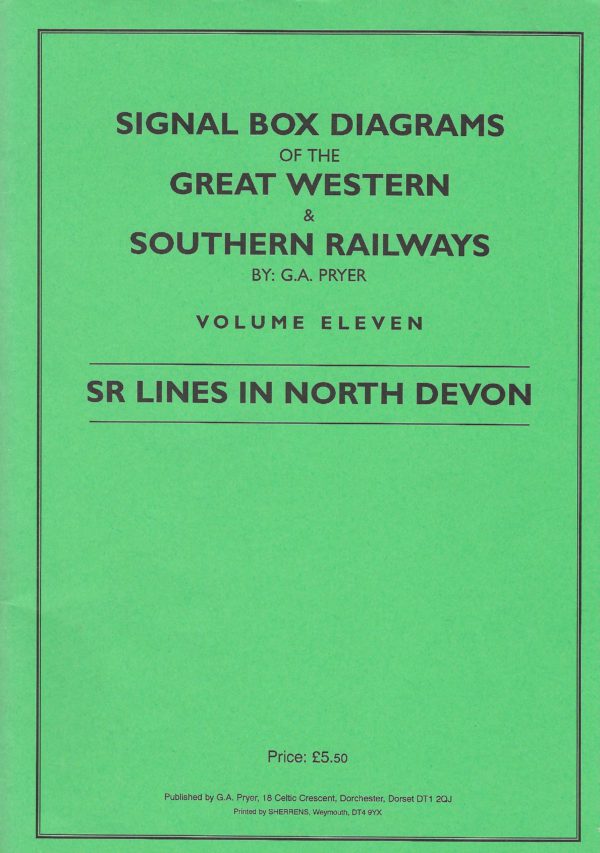 SIGNAL BOX DIAGRAMS
OF THE
GREAT WESTERN
&
SOUTHERN RAILWAYS
BY: G.A. PRYER
VOLUME ELEVEN
SR LINES IN NORTH DEVON
Price: £5.50
Published by G.A. Pryer, 18 Celtic Crescent, Dorchester, Dorset DT1 2QJ
Printed by SHERRENS, Weymouth, DT4 9YX